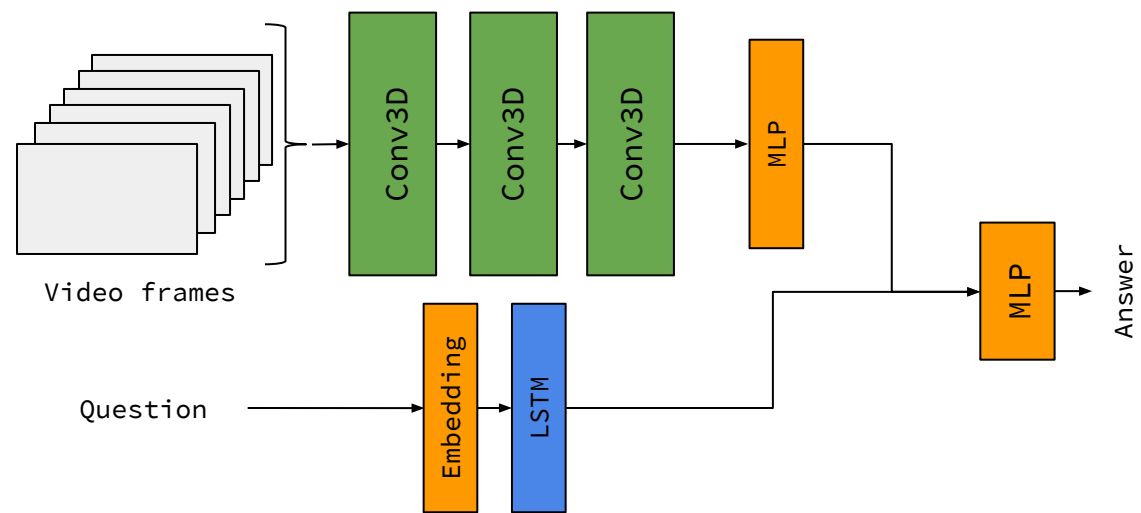 Conv3D
Conv3D
Conv3D
MLP
Video frames
MLP
Answer
Question
Embedding
LSTM